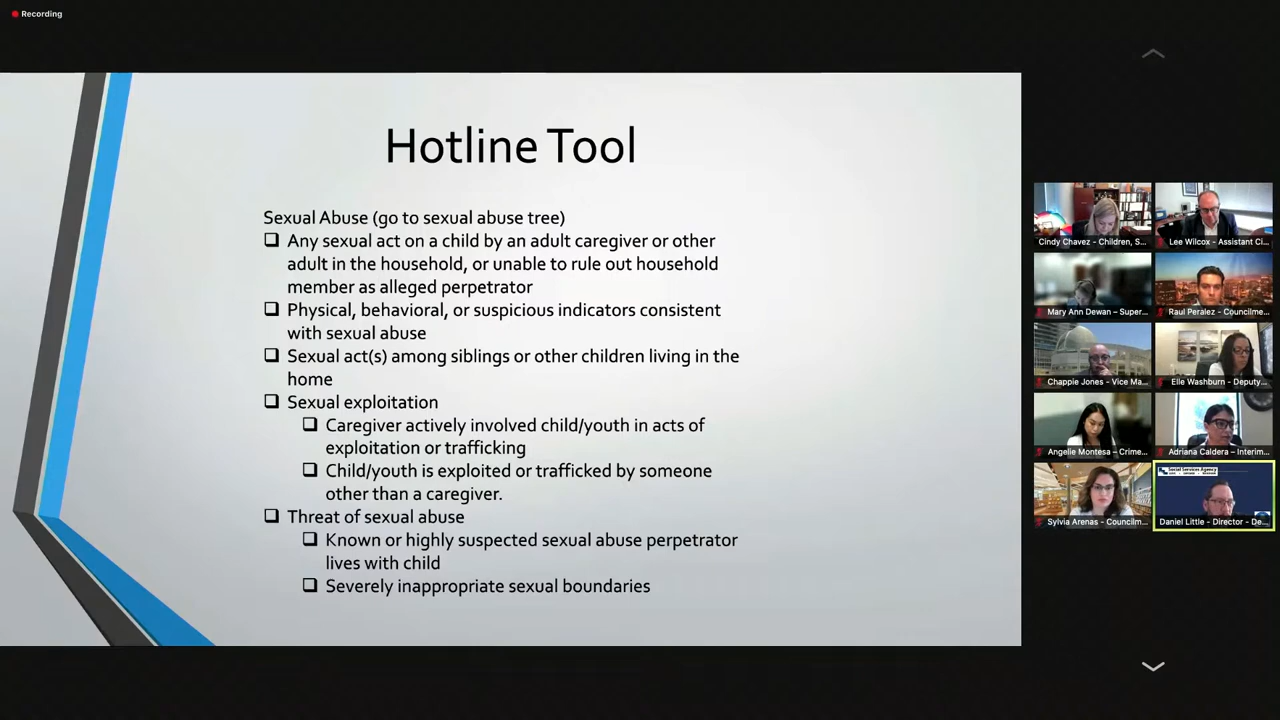 Recording
Hotline Tool
Sexual Abuse (go to sexual abuse tree)
Any sexual act on a child by an adult caregiver or other
adult in the household, or unable to rule out household
member as alleged perpetrator
Physical, behavioral, or suspicious indicators consistent
with sexual abuse
Sexual act(s) among siblings or other children living in the
home
Sexual exploitation
Caregiver actively involved child/youth in acts of
exploitation or trafficking
Child/youth is exploited or trafficked by someone
other than a caregiver.
Threat of sexual abuse
Known or highly suspected sexual abuse perpetrator
lives with child
Severely inappropriate sexual boundaries
Cindy Chavez - Children, S...
Lee Wilcox - Assistant Ci...
Mary Ann Dewan - Super...
Raul Peralez - Councilme...
Chappie Jones - Vice Ma...
Elle Washburn - Deputy...
Angelie Montesa - Crime...
Adriana Caldera – Interim...
Sylvia Arenas - Councilm...
Social Services Agency
Daniel Little - Director - De...